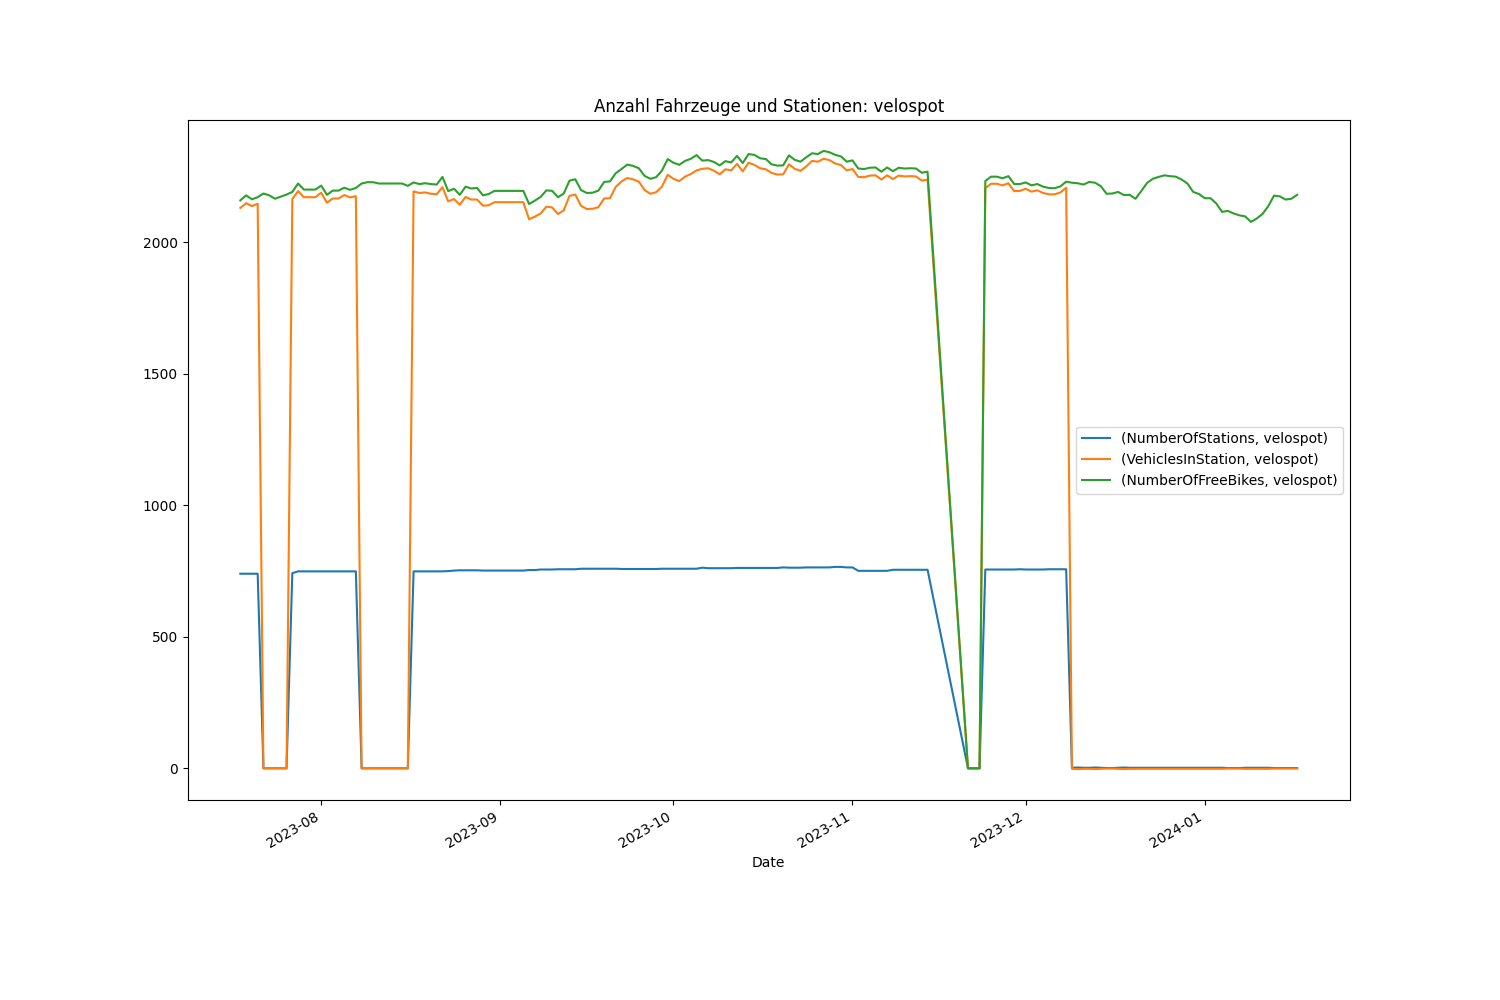 Anzahl Fahrzeuge und Stationen: velospot
2000
1500
1000
500
0
(NumberOfStations, velospot)
(VehiclesInStation, velospot)
(NumberOfFreeBikes, velospot)
2023-08
2023-09
2023-10
2023-11
2023-12
2024-01
Date